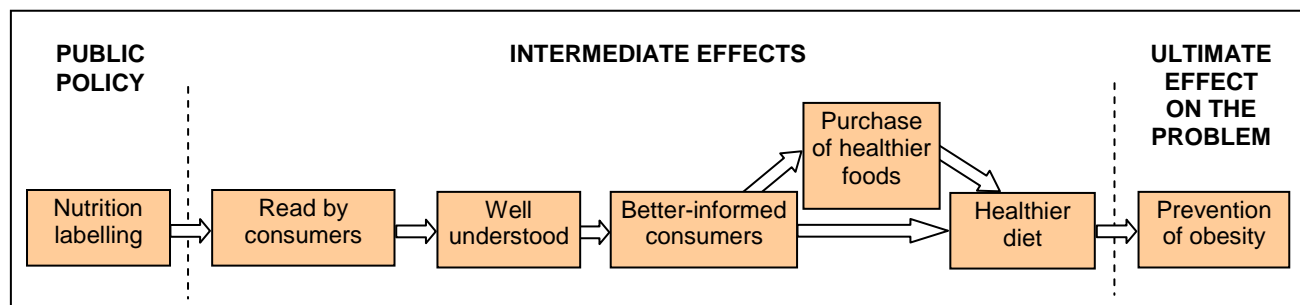 PUBLIC
POLICY
INTERMEDIATE EFFECTS
ULTIMATE
EFFECT
ON THE
PROBLEM
Nutrition
labelling
Read by
consumers
Well
understood
Better-informed
consumers
Purchase
of healthier
foods
Healthier
diet
Prevention
of obesity